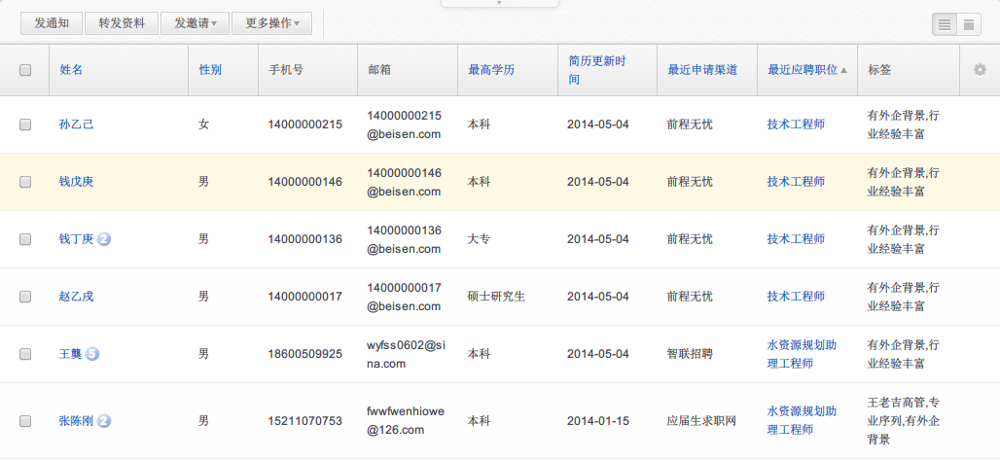 发通知 转发资料 发邀请 更多操作
姓名 性别 手机号 邮箱 最高学历 简历更新时间 最近申请渠道 最近应聘职位 标签
孙乙己 女 14000000215 14000000215@beisen.com 本科 2014-05-04 前程无忧 技术工程师 有外企背景,行业经验丰富
钱戊庚 男 14000000146 14000000146@beisen.com 本科 2014-05-04 前程无忧 技术工程师 有外企背景,行业经验丰富
钱丁庚 2 男 14000000136 14000000136@beisen.com 大专 2014-05-04 前程无忧 技术工程师 有外企背景,行业经验丰富
赵乙戌 男 14000000017 14000000017@beisen.com 硕士研究生 2014-05-04 前程无忧 技术工程师 有外企背景,行业经验丰富
王龑 5 男 18600509925 wyfss0602@sina.com 本科 2014-05-04 智联招聘 水资源规划助理工程师 有外企背景,行业经验丰富
张陈刚 2 男 15211070753 fwwfwenhiowe@126.com 本科 2014-01-15 应届生求职网 水资源规划助理工程师 王老吉高管,专业序列,有外企背景